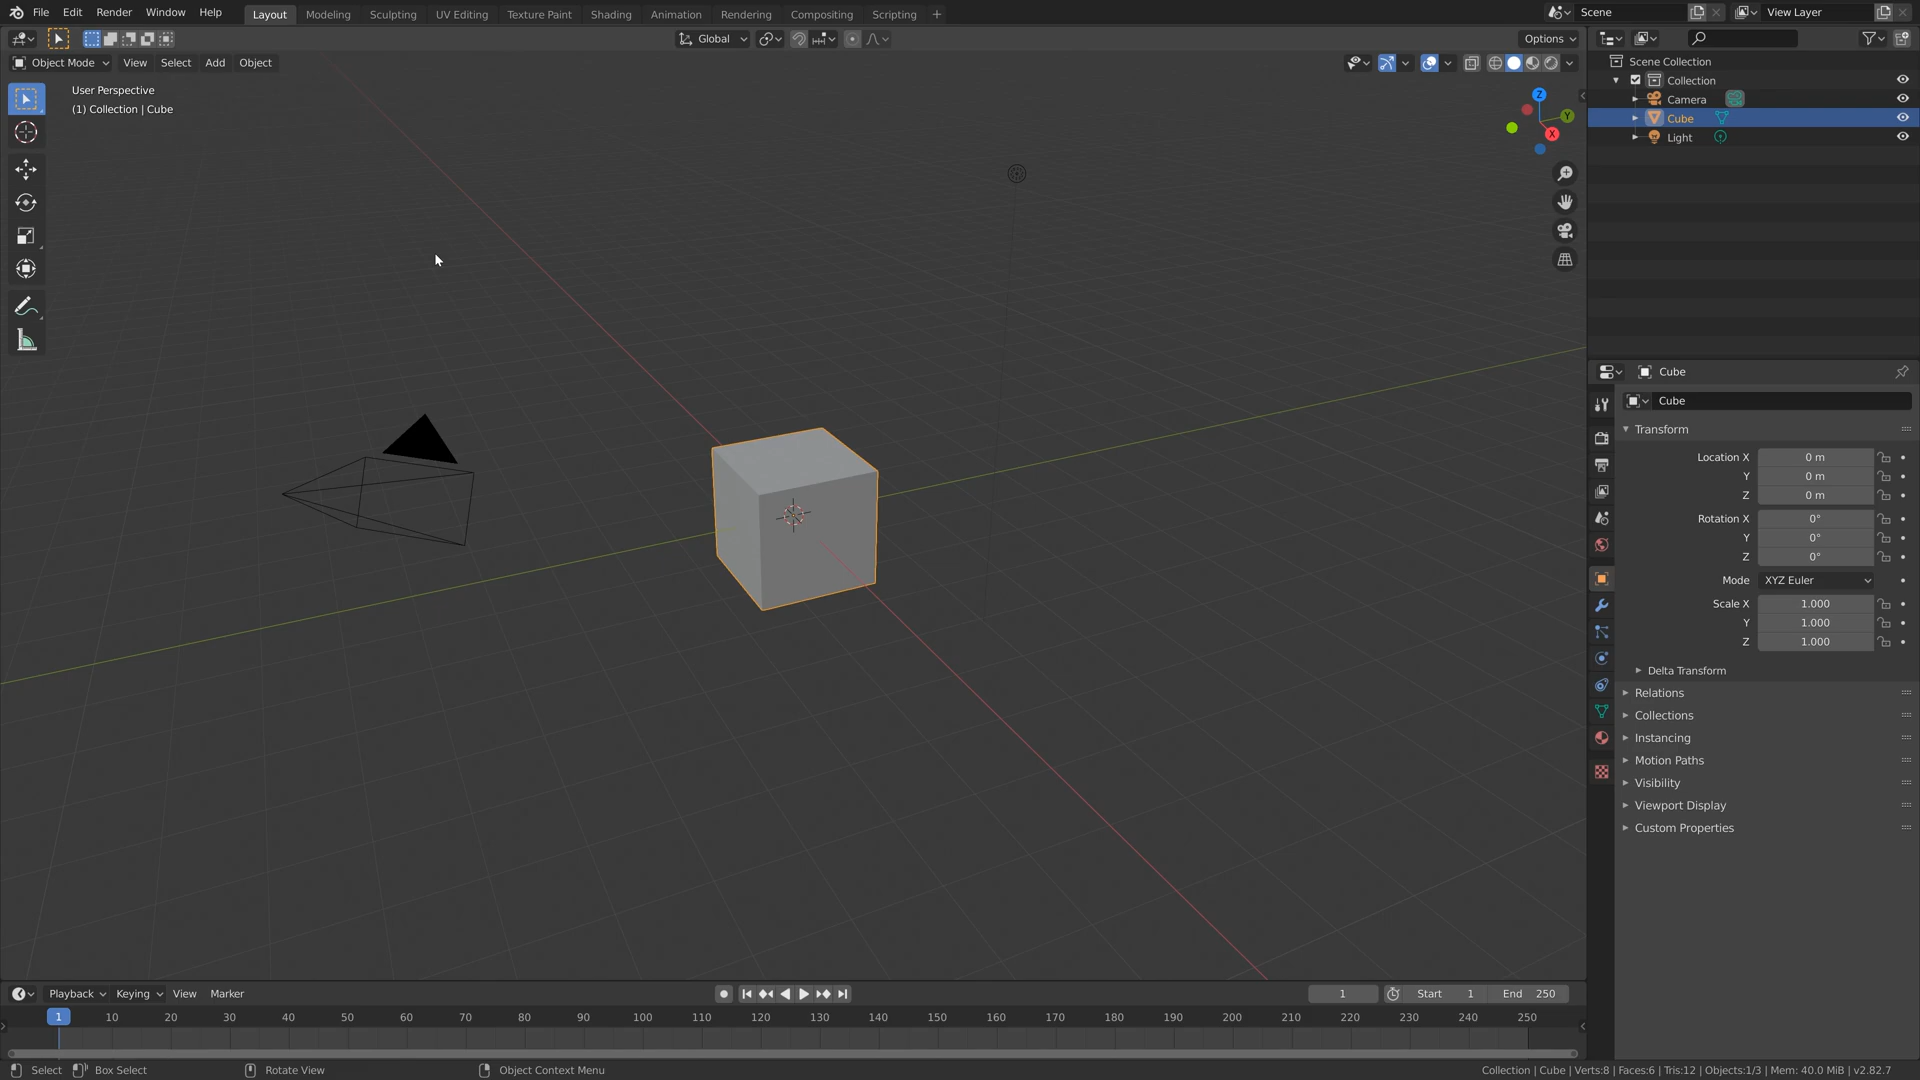 File Edit Render Window Help Layout Modeling Sculpting UV Editing Texture Paint Shading Animation Rendering Compositing Scripting + Scene View Layer
Global Options
Object Mode View Select Add Object
User Perspective
(1) Collection | Cube
Z
Y
X
Scene Collection
Collection
Camera
Cube
Light
Cube
Cube
Transform
Location X 0 m
Y 0 m
Z 0 m
Rotation X 0°
Y 0°
Z 0°
Mode XYZ Euler
Scale X 1.000
Y 1.000
Z 1.000
Delta Transform
Relations
Collections
Instancing
Motion Paths
Visibility
Viewport Display
Custom Properties
Playback Keying View Marker 1 Start 1 End 250
1 10 20 30 40 50 60 70 80 90 100 110 120 130 140 150 160 170 180 190 200 210 220 230 240 250
Select Box Select Rotate View Object Context Menu Collection | Cube | Verts:8 | Faces:6 | Tris:12 | Objects:1/3 | Mem: 40.0 MiB | v2.82.7